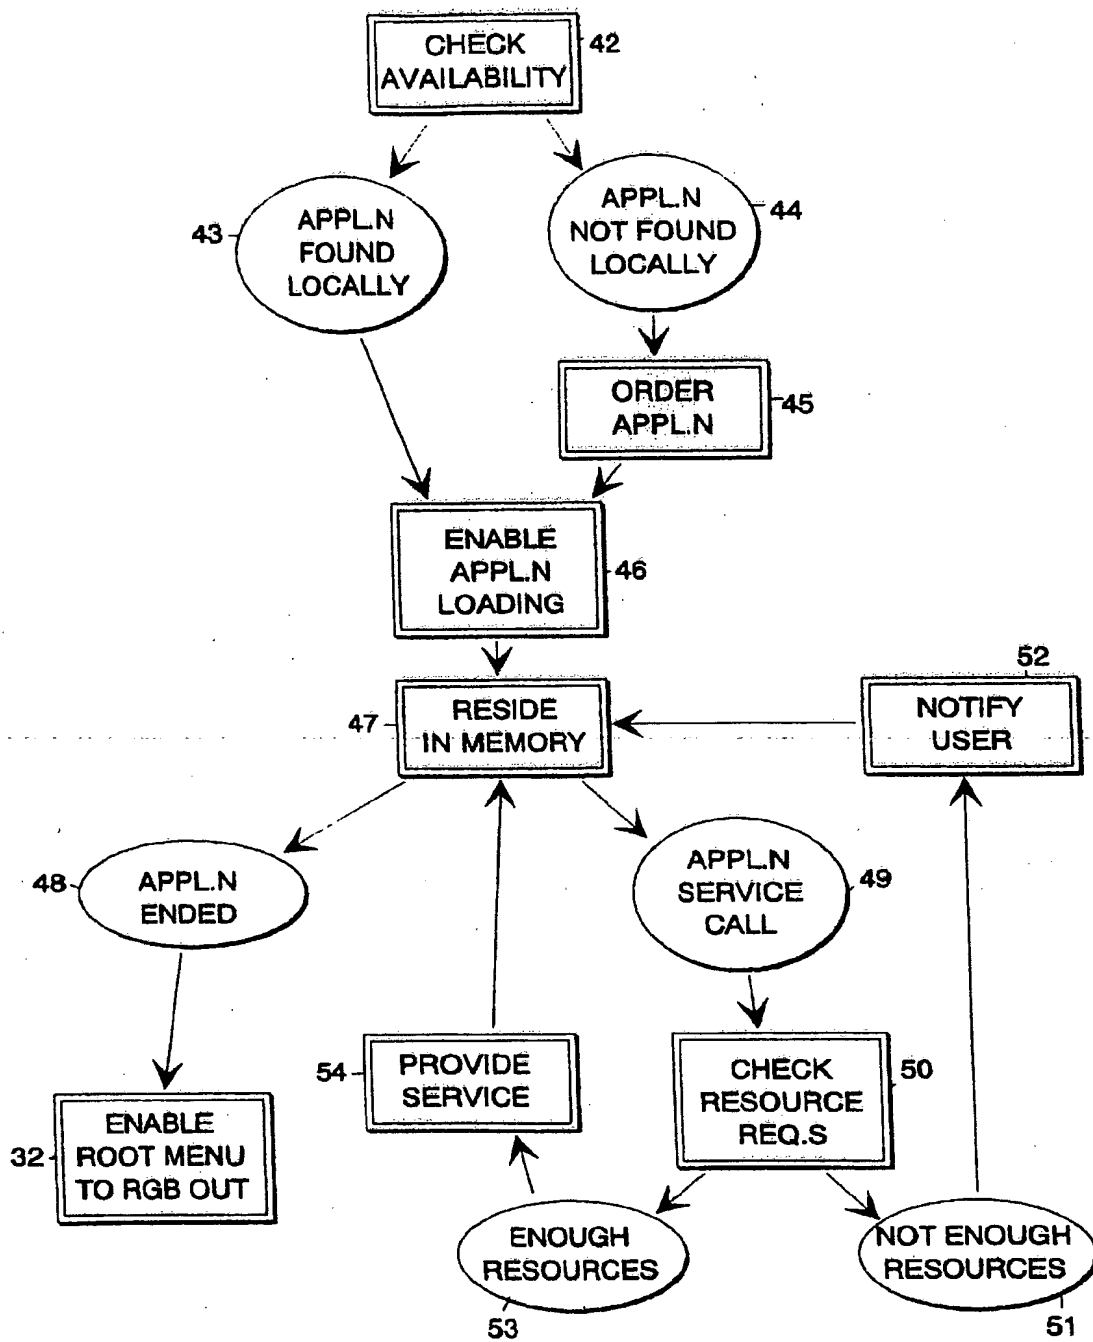 CHECK
AVAILABILITY
42
APPL.N
FOUND
LOCALLY
43
APPL.N
NOT FOUND
LOCALLY
44
ORDER
APPL.N
45
ENABLE
APPL.N
LOADING
46
RESIDE
IN MEMORY
47
NOTIFY
USER
52
APPL.N
ENDED
48
APPL.N
SERVICE
CALL
49
PROVIDE
SERVICE
54
CHECK
RESOURCE
REQ.S
50
ENABLE
ROOT MENU
TO RGB OUT
32
ENOUGH
RESOURCES
53
NOT ENOUGH
RESOURCES
51